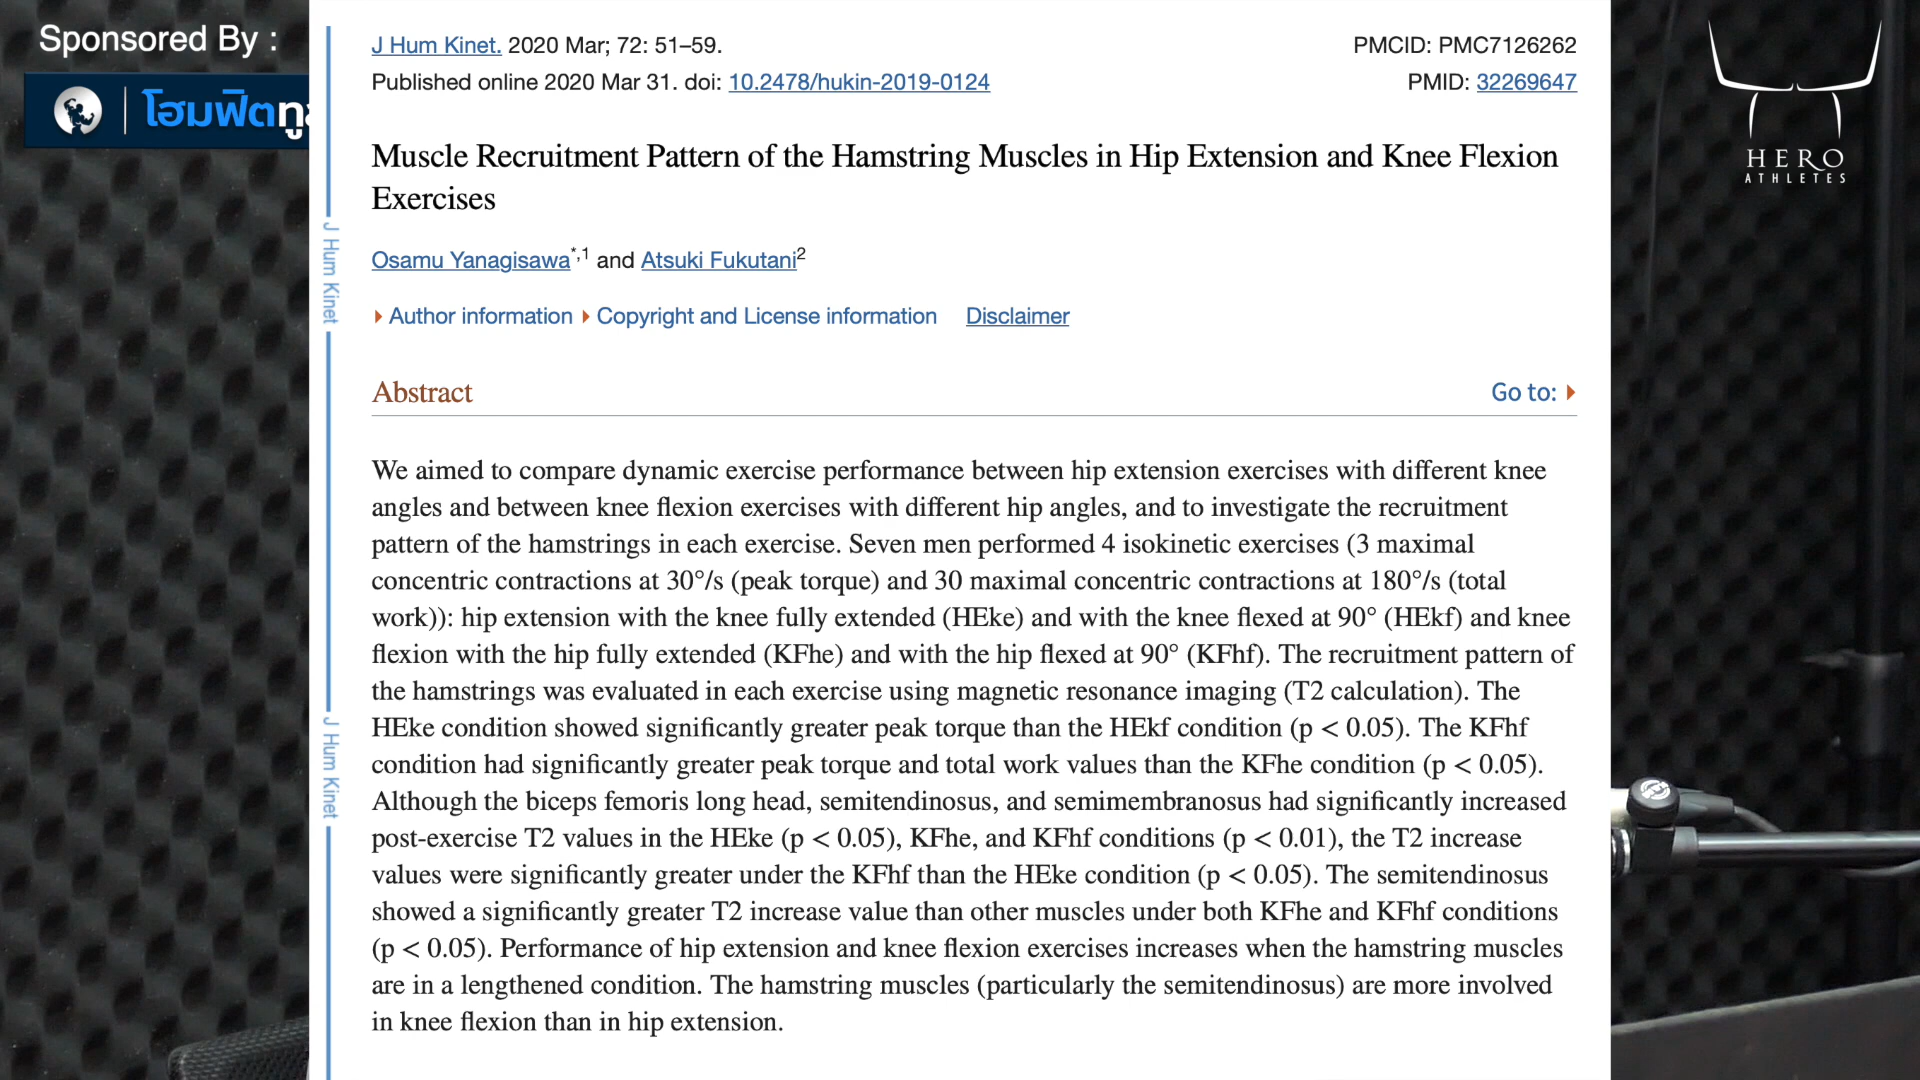 Sponsored By :
โฮมฟิต
HERO
ATHLETES
J Hum Kinet. 2020 Mar; 72: 51–59.
PMCID: PMC7126262
Published online 2020 Mar 31. doi: 10.2478/hukin-2019-0124
PMID: 32269647
Muscle Recruitment Pattern of the Hamstring Muscles in Hip Extension and Knee Flexion
Exercises
Osamu Yanagisawa*,1 and Atsuki Fukutani2
Author information Copyright and License information Disclaimer
Abstract
Go to:
We aimed to compare dynamic exercise performance between hip extension exercises with different knee
angles and between knee flexion exercises with different hip angles, and to investigate the recruitment
pattern of the hamstrings in each exercise. Seven men performed 4 isokinetic exercises (3 maximal
concentric contractions at 30°/s (peak torque) and 30 maximal concentric contractions at 180°/s (total
work)): hip extension with the knee fully extended (HEke) and with the knee flexed at 90° (HEkf) and knee
flexion with the hip fully extended (KFhe) and with the hip flexed at 90° (KFhf). The recruitment pattern of
the hamstrings was evaluated in each exercise using magnetic resonance imaging (T2 calculation). The
HEke condition showed significantly greater peak torque than the HEkf condition (p < 0.05). The KFhf
condition had significantly greater peak torque and total work values than the KFhe condition (p < 0.05).
Although the biceps femoris long head, semitendinosus, and semimembranosus had significantly increased
post-exercise T2 values in the HEke (p < 0.05), KFhe, and KFhf conditions (p < 0.01), the T2 increase
values were significantly greater under the KFhf than the HEke condition (p < 0.05). The semitendinosus
showed a significantly greater T2 increase value than other muscles under both KFhe and KFhf conditions
(p < 0.05). Performance of hip extension and knee flexion exercises increases when the hamstring muscles
are in a lengthened condition. The hamstring muscles (particularly the semitendinosus) are more involved
in knee flexion than in hip extension.
J Hum Kinet
J Hum Kinet